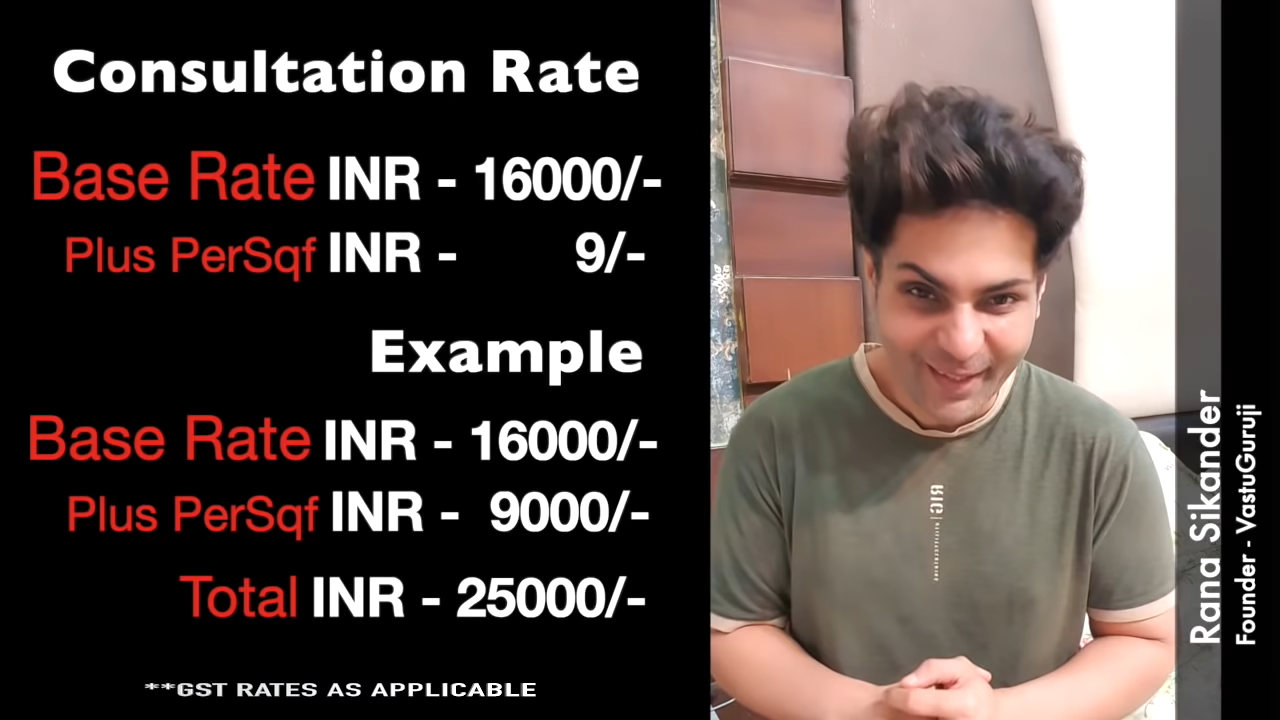 Consultation Rate
Base Rate INR - 16000/-
Plus PerSqf INR - 9/-
Example
Base Rate INR - 16000/-
Plus PerSqf INR - 9000/-
Total INR - 25000/-
**GST RATES AS APPLICABLE
Rana Sikander
Founder - VastuGuruji